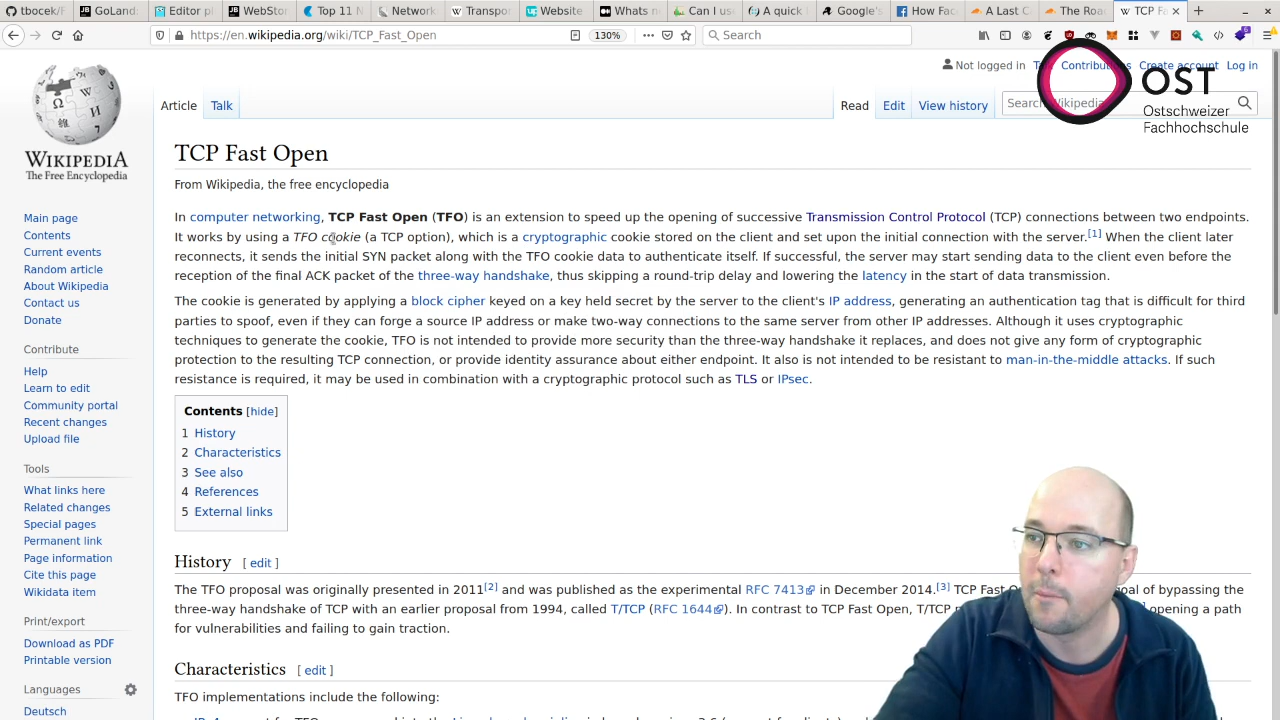 tbocek/F
GoLand
Editor p
WebStor
Top 11 N
Network
Transpo
Website
Whats n
Can I use
A quick
Google's
How Fac
A Last C
The Roa
TCP Fa
https://en.wikipedia.org/wiki/TCP_Fast_Open
130%
Search
Not logged in
Contributions Create account Log in
OST
Ostschweizer
Fachhochschule
WIKIPEDIA
The Free Encyclopedia
Article Talk
Read Edit View history
Search Wikipedia
TCP Fast Open
From Wikipedia, the free encyclopedia
In computer networking, TCP Fast Open (TFO) is an extension to speed up the opening of successive Transmission Control Protocol (TCP) connections between two endpoints.
It works by using a TFO cookie (a TCP option), which is a cryptographic cookie stored on the client and set upon the initial connection with the server.[1] When the client later
reconnects, it sends the initial SYN packet along with the TFO cookie data to authenticate itself. If successful, the server may start sending data to the client even before the
reception of the final ACK packet of the three-way handshake, thus skipping a round-trip delay and lowering the latency in the start of data transmission.
The cookie is generated by applying a block cipher keyed on a key held secret by the server to the client's IP address, generating an authentication tag that is difficult for third
parties to spoof, even if they can forge a source IP address or make two-way connections to the same server from other IP addresses. Although it uses cryptographic
techniques to generate the cookie, TFO is not intended to provide more security than the three-way handshake it replaces, and does not give any form of cryptographic
protection to the resulting TCP connection, or provide identity assurance about either endpoint. It also is not intended to be resistant to man-in-the-middle attacks. If such
resistance is required, it may be used in combination with a cryptographic protocol such as TLS or IPsec.
Contents [hide]
1 History
2 Characteristics
3 See also
4 References
5 External links
History [ edit ]
The TFO proposal was originally presented in 2011[2] and was published as the experimental RFC 7413 in December 2014.[3] TCP Fast O goal of bypassing the
three-way handshake of TCP with an earlier proposal from 1994, called T/TCP (RFC 1644). In contrast to TCP Fast Open, T/TCP opening a path
for vulnerabilities and failing to gain traction.
Characteristics [ edit ]
TFO implementations include the following:
Main page
Contents
Current events
Random article
About Wikipedia
Contact us
Donate
Contribute
Help
Learn to edit
Community portal
Recent changes
Upload file
Tools
What links here
Related changes
Special pages
Permanent link
Page information
Cite this page
Wikidata item
Print/export
Download as PDF
Printable version
Languages
Deutsch